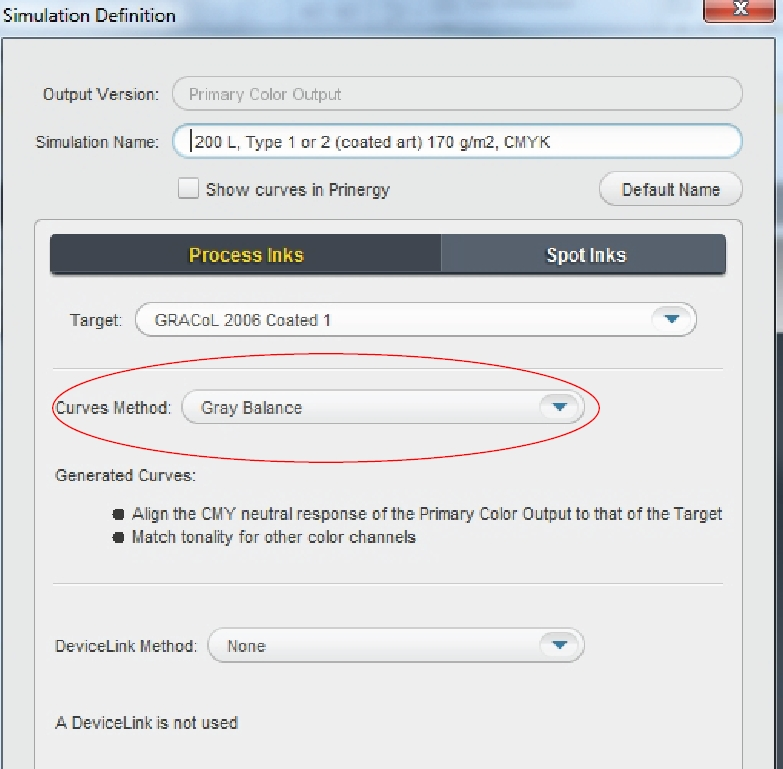 Simulation Definition
X
Output Version: Primary Color Output
Simulation Name: 200 L, Type 1 or 2 (coated art) 170 g/m2, CMYK
Show curves in Prinergy Default Name
Process Inks Spot Inks
Target: GRACoL 2006 Coated 1
Curves Method: Gray Balance
Generated Curves:
Align the CMY neutral response of the Primary Color Output to that of the Target
Match tonality for other color channels
DeviceLink Method: None
A DeviceLink is not used